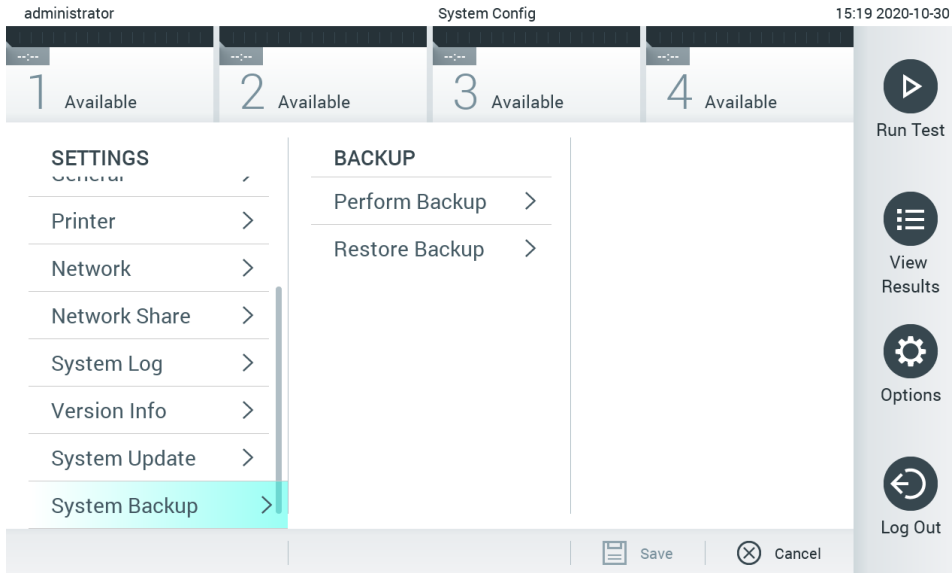 administrator
System Config
15:19 2020-10-30
--:--
1 Available
--:--
2 Available
--:--
3 Available
--:--
4 Available
SETTINGS
General
Printer
Network
Network Share
System Log
Version Info
System Update
System Backup
BACKUP
Perform Backup
Restore Backup
Run Test
View
Results
Options
Log Out
Save
Cancel